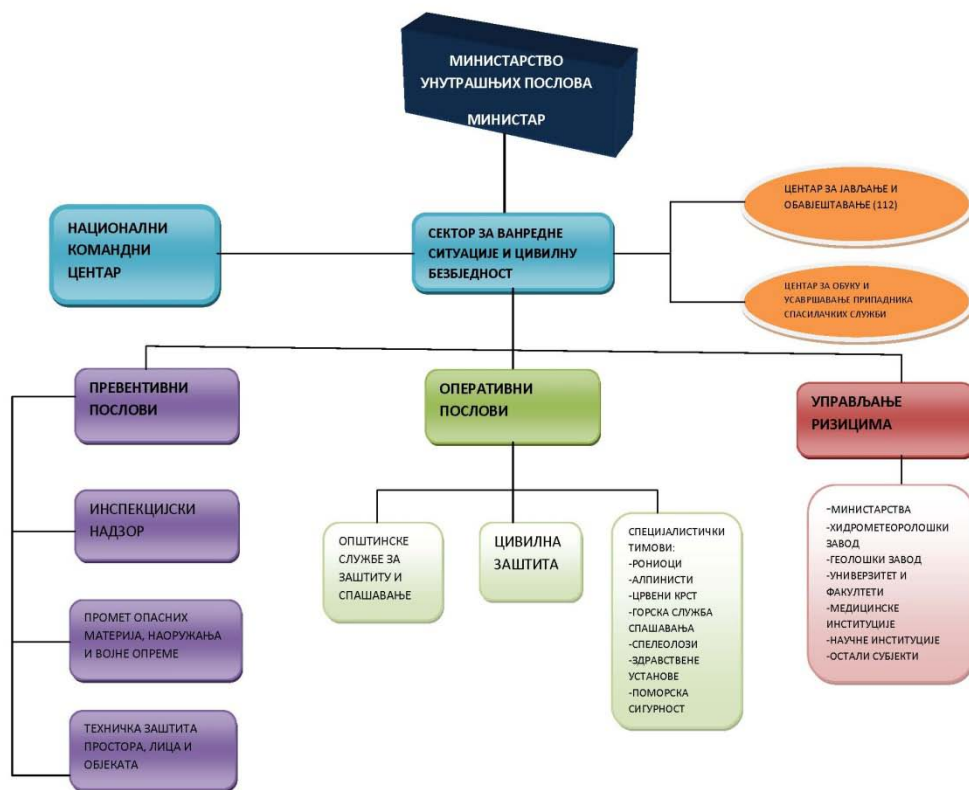 МИНИСТАРСТВО
УНУТРАШЊИХ ПОСЛОВА
МИНИСТАР
НАЦИОНАЛНИ
КОМАНДНИ
ЦЕНТАР
СЕКТОР ЗА ВАНРЕДНЕ
СИТУАЦИЈЕ И ЦИВИЛНУ
БЕЗБЈЕДНОСТ
ЦЕНТАР ЗА ЈАВЉАЊЕ И
ОБАВЈЕШТАВАЊЕ (112)
ЦЕНТАР ЗА ОБУКУ И
УСАВРШАВАЊЕ ПРИПАДНИКА
СПАСИЛАЧКИХ СЛУЖБИ
ПРЕВЕНТИВНИ
ПОСЛОВИ
ИНСПЕКЦИЈСКИ
НАДЗОР
ПРОМЕТ ОПАСНИХ
МАТЕРИЈА, НАОРУЖАЊА
И ВОЈНЕ ОПРЕМЕ
ТЕХНИЧКА ЗАШТИТА
ПРОСТОРА, ЛИЦА И
ОБЈЕКАТА
ОПЕРАТИВНИ
ПОСЛОВИ
ОПШТИНСКЕ
СЛУЖБЕ ЗА
ЗАШТИТУ И
СПАШАВАЊЕ
ЦИВИЛНА
ЗАШТИТА
СПЕЦИЈАЛИСТИЧКИ
ТИМОВИ:
-РОНИОЦИ
-АЛПИНИСТИ
-ЦРВЕНИ КРСТ
-ГОРСКА СЛУЖБА
СПАШАВАЊА
-СПЕЛЕОЛОЗИ
-ЗДРАВСТВЕНЕ
УСТАНОВЕ
-ПОМОРСКА
СИГУРНОСТ
УПРАВЉАЊЕ
РИЗИЦИМА
-МИНИСТАРСТВА
-ХИДРОМЕТЕОРОЛОШКИ
ЗАВОД
-ГЕОЛОШКИ ЗАВОД
-УНИВЕРЗИТЕТ И
ФАКУЛТЕТИ
-МЕДИЦИНСКЕ
ИНСТИТУЦИЈЕ
-НАУЧНЕ ИНСТИТУЦИЈЕ
-ОСТАЛИ СУБЈЕКТИ